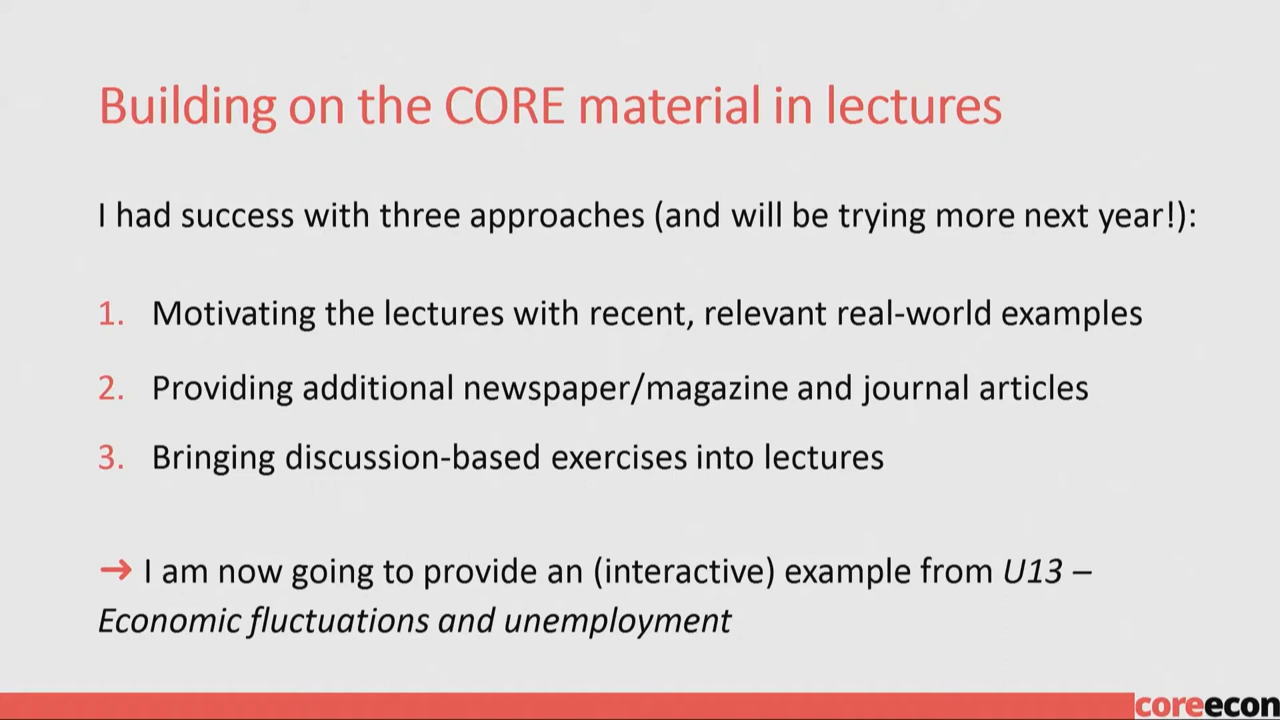 Building on the CORE material in lectures
I had success with three approaches (and will be trying more next year!):
1. Motivating the lectures with recent, relevant real-world examples
2. Providing additional newspaper/magazine and journal articles
3. Bringing discussion-based exercises into lectures
➔ I am now going to provide an (interactive) example from U13 –
Economic fluctuations and unemployment
coreecon